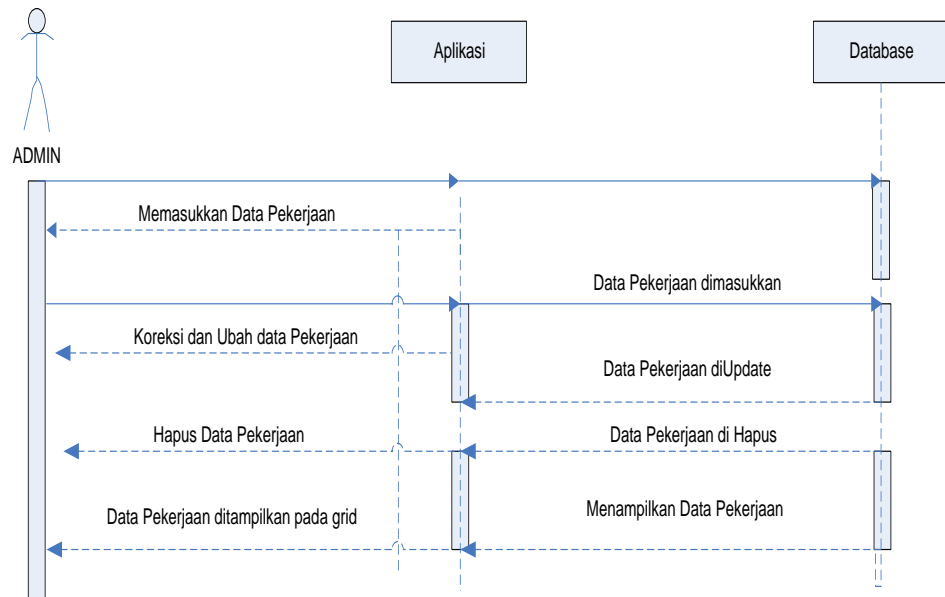 Aplikasi
Database
ADMIN
Memasukkan Data Pekerjaan
Data Pekerjaan dimasukkan
Koreksi dan Ubah data Pekerjaan
Data Pekerjaan diUpdate
Hapus Data Pekerjaan
Data Pekerjaan di Hapus
Data Pekerjaan ditampilkan pada grid
Menampilkan Data Pekerjaan